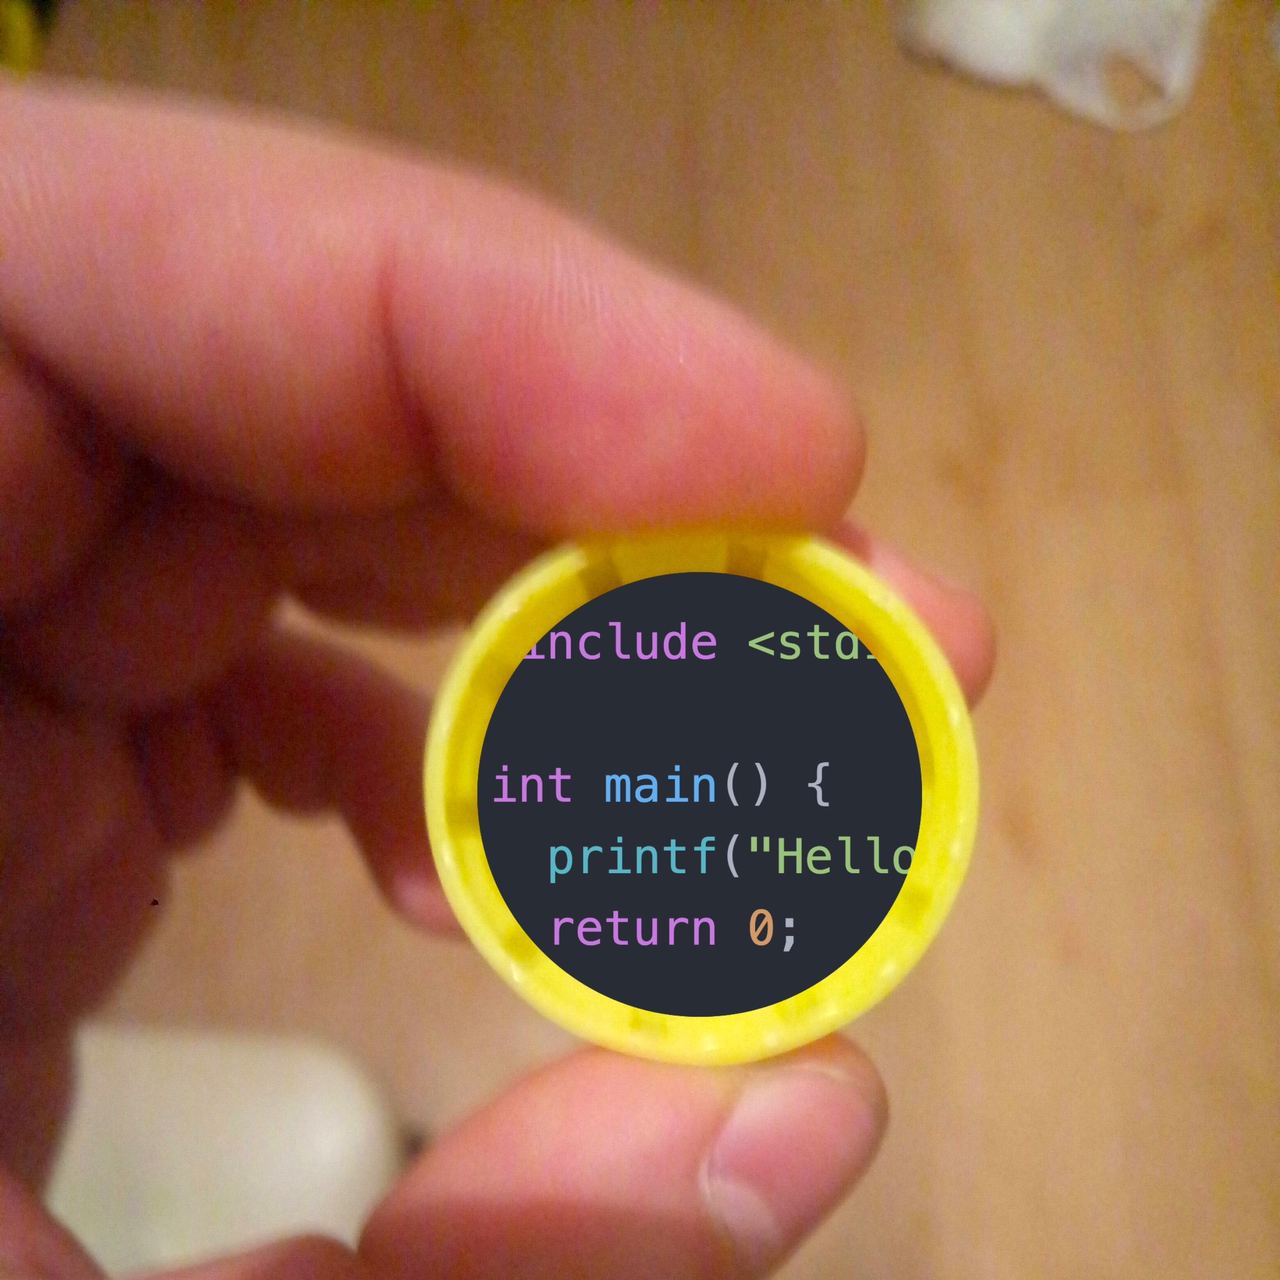 include <std
int main() {
printf("Hello
return 0;